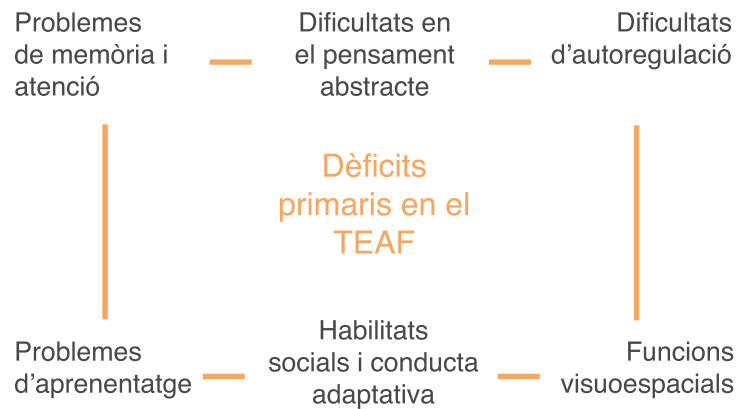 Problemes
de memòria i
atenció
Dificultats en
el pensament
abstracte
Dificultats
d’autoregulació
Dèficits
primaris en el
TEAF
Problemes
d’aprenentatge
Habilitats
socials i conducta
adaptativa
Funcions
visuoespacials